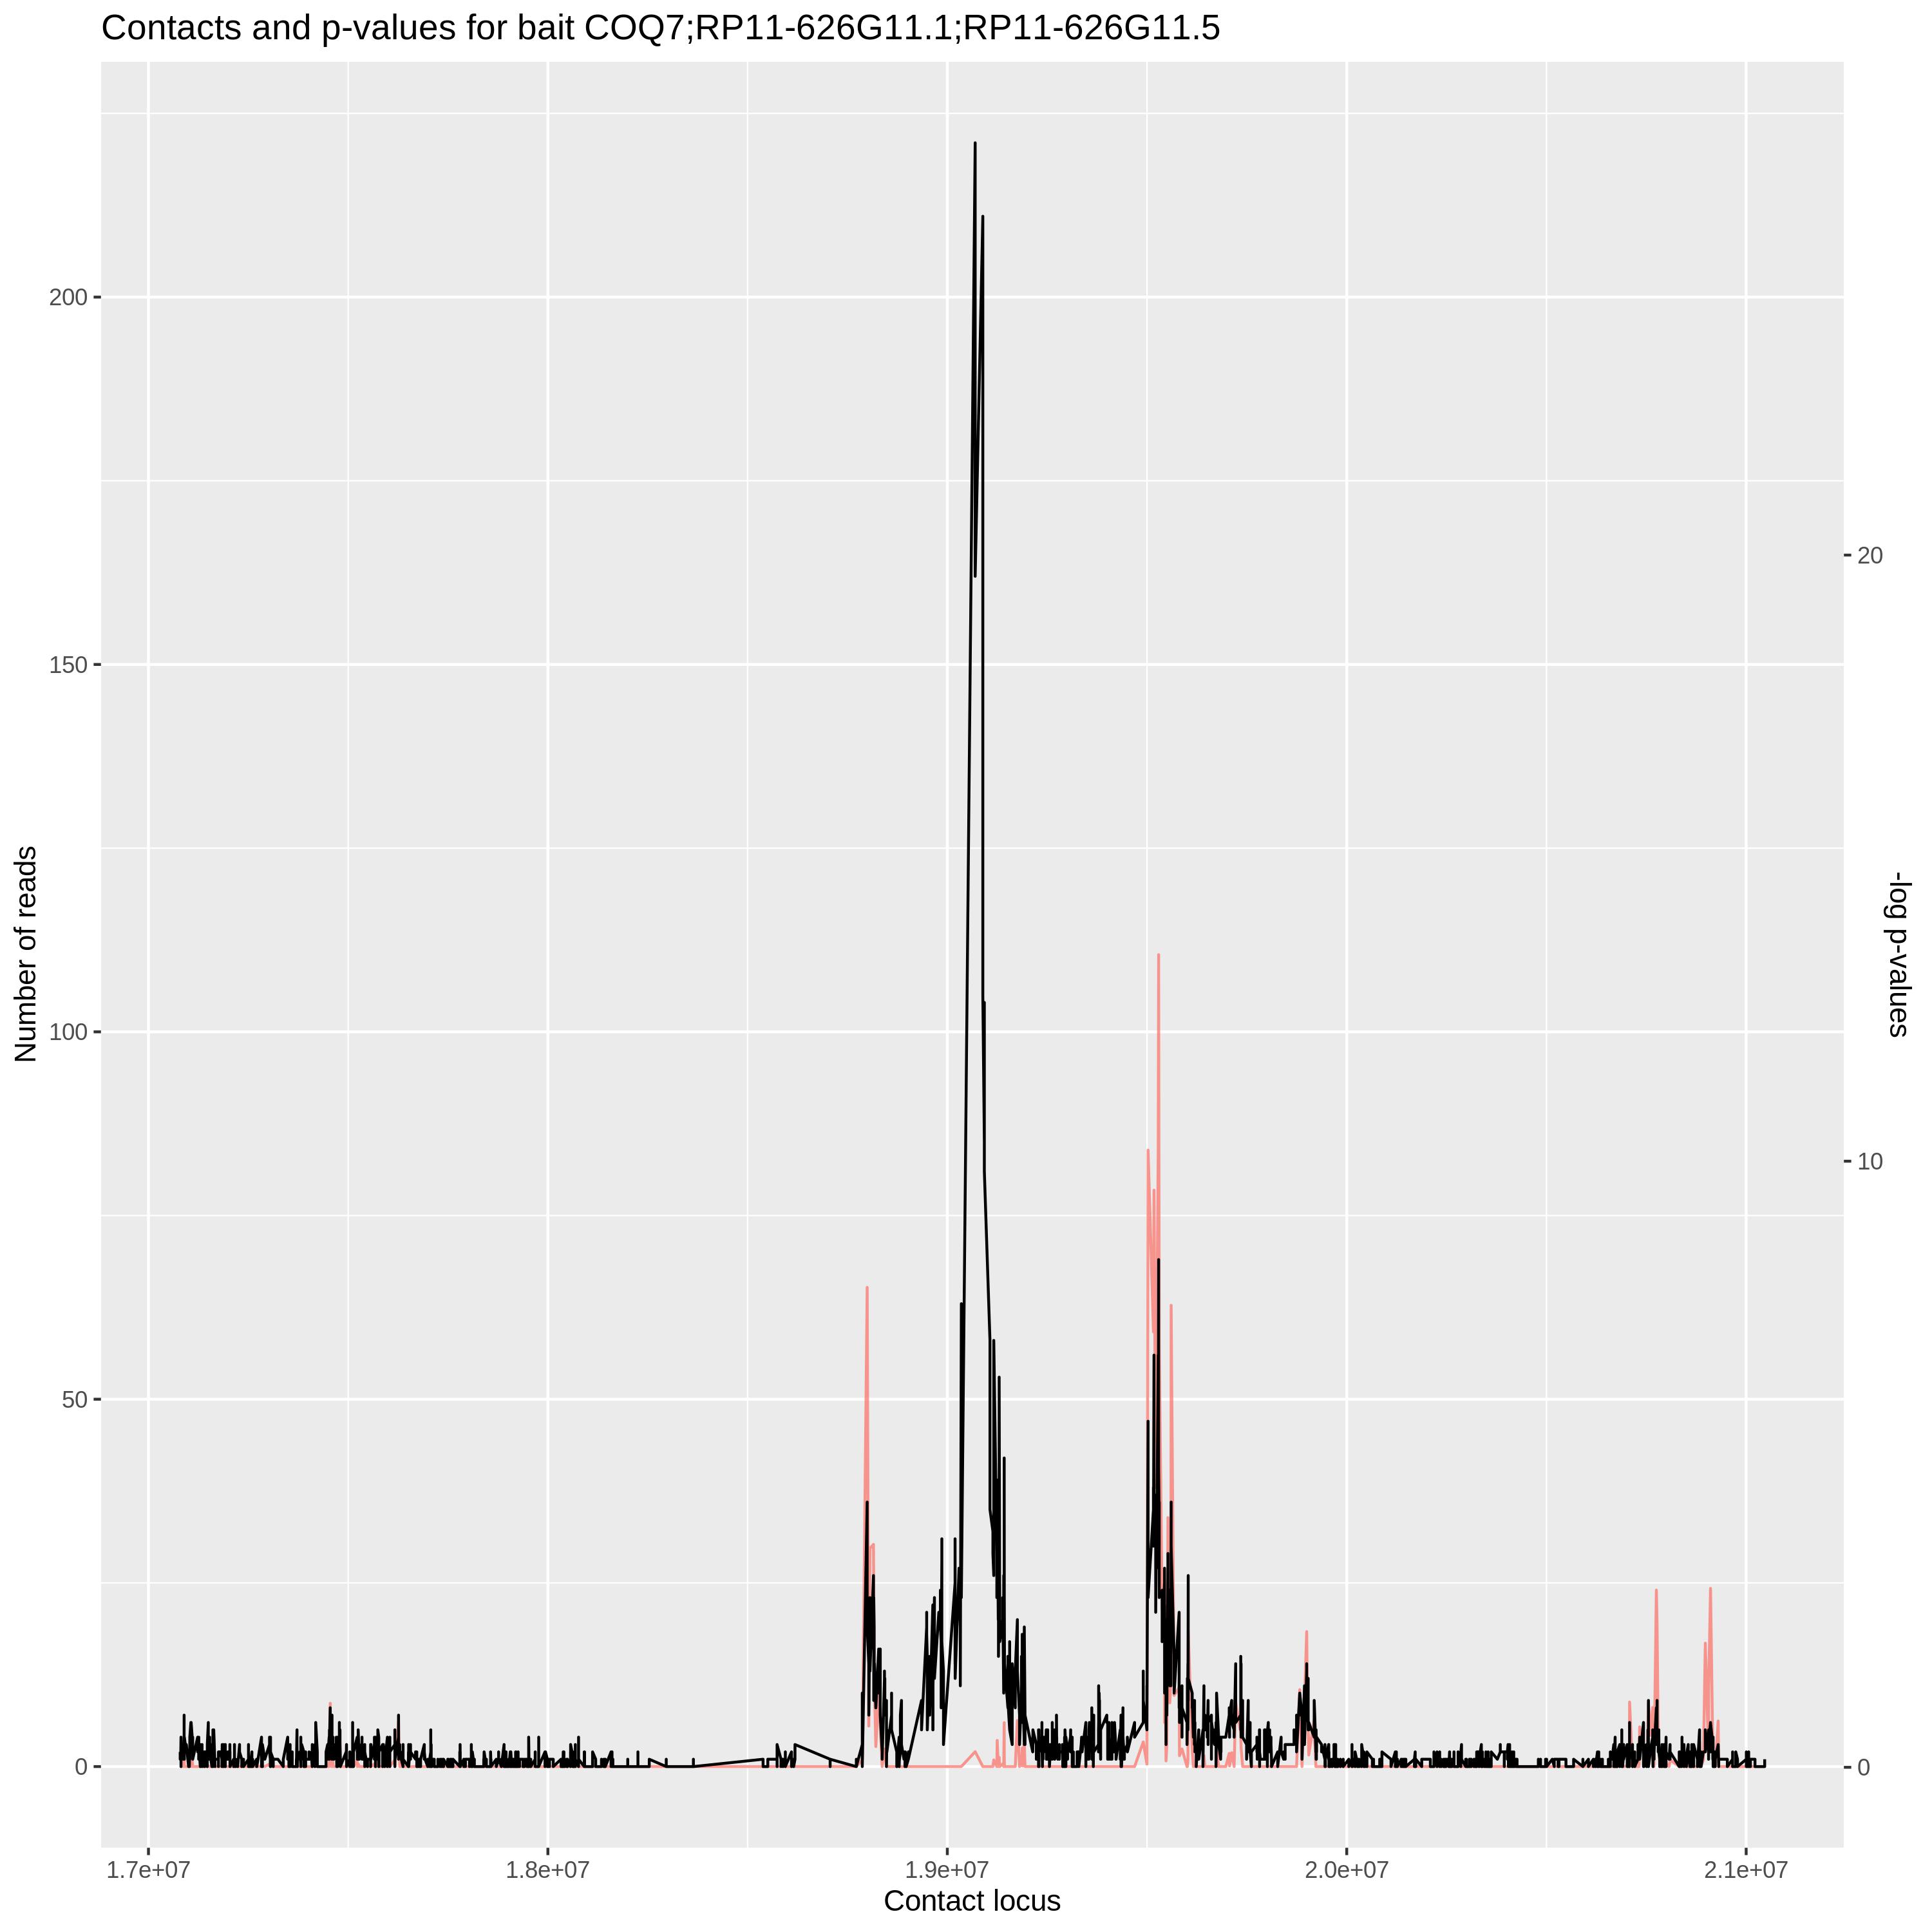 Contacts and p-values for bait COQ7;RP11-626G11.1;RP11-626G11.5
200
150
100
50
0
Number of reads
20
10
0
-log p-values
1.7e+07 1.8e+07 1.9e+07 2.0e+07 2.1e+07
Contact locus